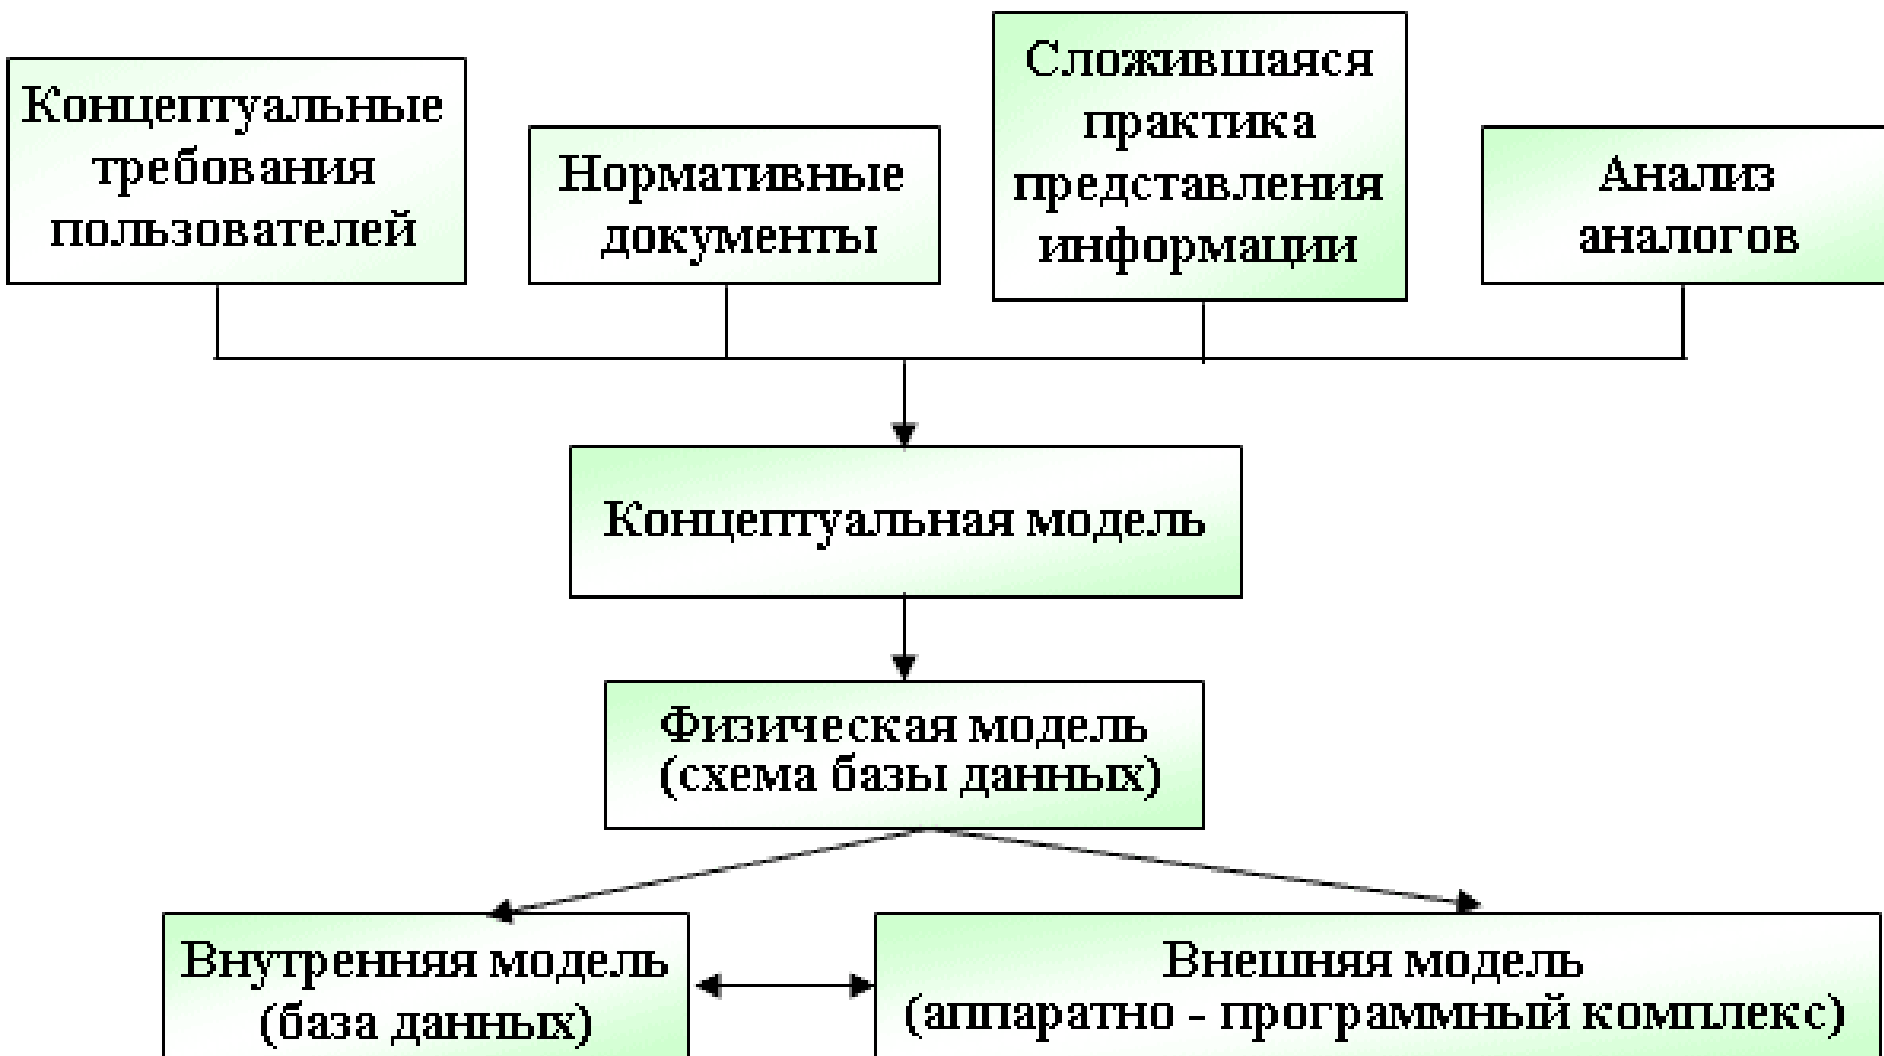 Концептуальные
требования
пользователей
Нормативные
документы
Сложившаяся
практика
представления
информации
Анализ
аналогов
Концептуальная модель
Физическая модель
(схема базы данных)
Внутренняя модель
(база данных)
Внешняя модель
(аппаратно - программный комплекс)